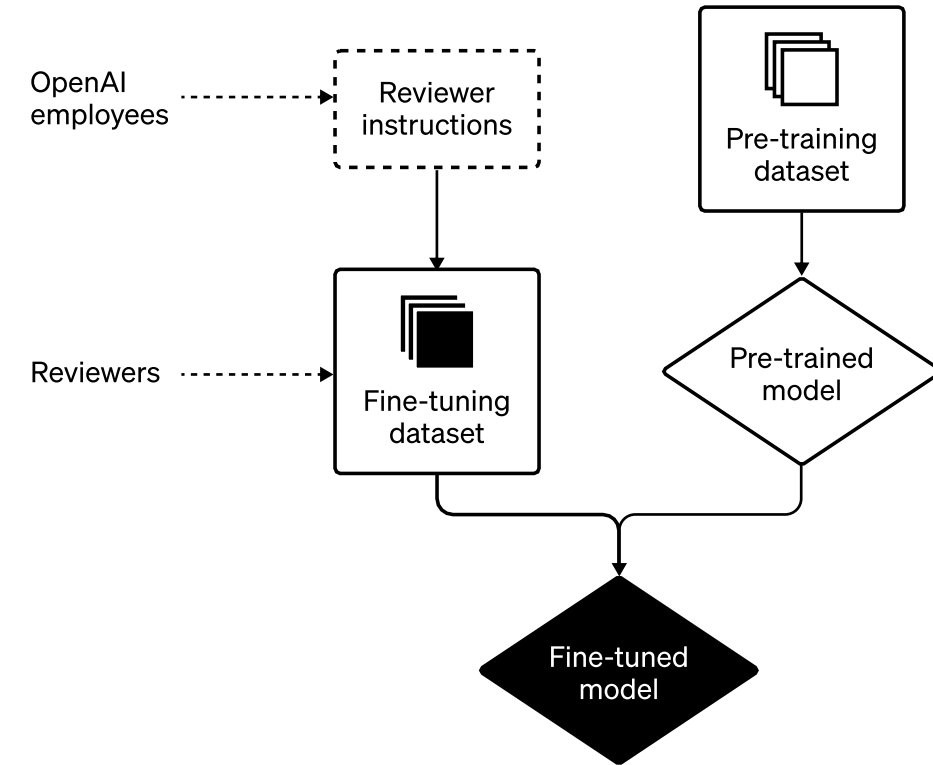 OpenAI
employees
Reviewer
instructions
Pre-training
dataset
Reviewers
Fine-tuning
dataset
Pre-trained
model
Fine-tuned
model